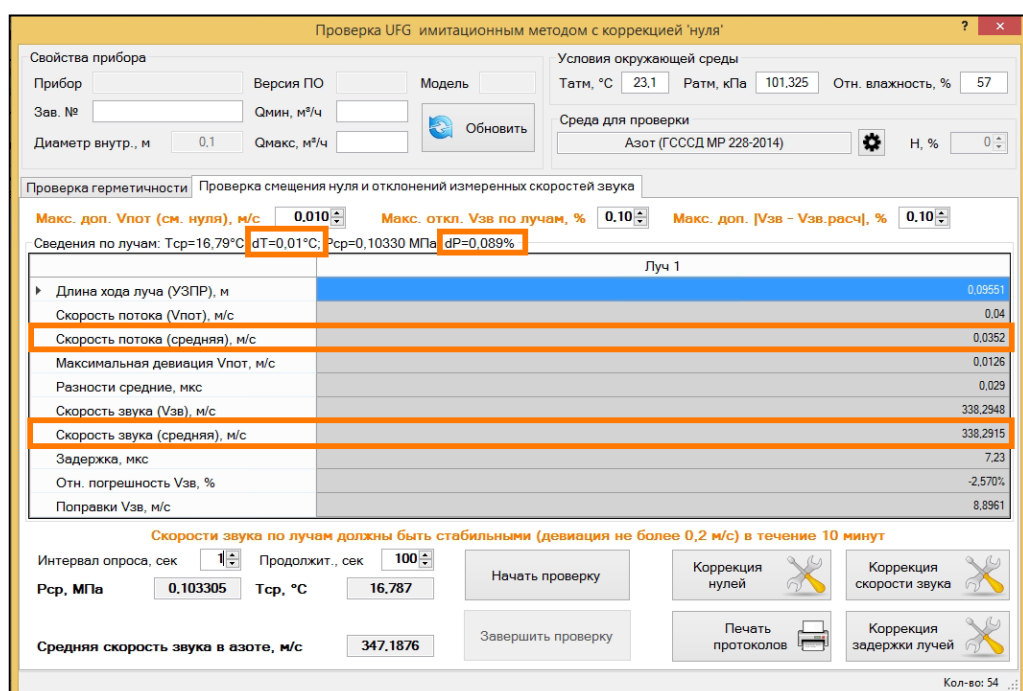 Проверка UFG имитационным методом с коррекцией 'нуля' ? ×
Свойства прибора
Прибор Версия ПО Модель
Зав. № Qмин, м³/ч
Обновить
Диаметр внутр., м 0,1 Qмакс, м³/ч
Условия окружающей среды
Tатм, °C 23,1 Pатм, кПа 101,325 Отн. влажность, % 57
Среда для проверки
Азот (ГСССД МР 228-2014) H, % 0
Проверка герметичности Проверка смещения нуля и отклонений измеренных скоростей звука
Макс. доп. Vпот (см. нуля), м/с 0,010 Макс. откл. Vзв по лучам, % 0,10 Макс. доп. |Vзв - Vзв.расч|, % 0,10
Сведения по лучам: Tср=16,79°C; dT=0,01°C; Pср=0,10330 МПа; dP=0,089%
Луч 1
Длина хода луча (УЗПР), м 0,09551
Скорость потока (Vпот), м/с 0,04
Скорость потока (средняя), м/с 0,0352
Максимальная девиация Vпот, м/с 0,0126
Разности средние, мкс 0,029
Скорость звука (Vзв), м/с 338,2948
Скорость звука (средняя), м/с 338,2915
Задержка, мкс 7,23
Отн. погрешность Vзв, % -2,570%
Поправки Vзв, м/с 8,8961
Скорости звука по лучам должны быть стабильными (девиация не более 0,2 м/с) в течение 10 минут
Интервал опроса, сек 1 Продолжит., сек 100
Pср, МПа 0,103305 Tср, °C 16,787
Средняя скорость звука в азоте, м/с 347,1876
Начать проверку
Завершить проверку
Коррекция
нулей
Коррекция
скорости звука
Печать
протоколов
Коррекция
задержки лучей
Кол-во: 54